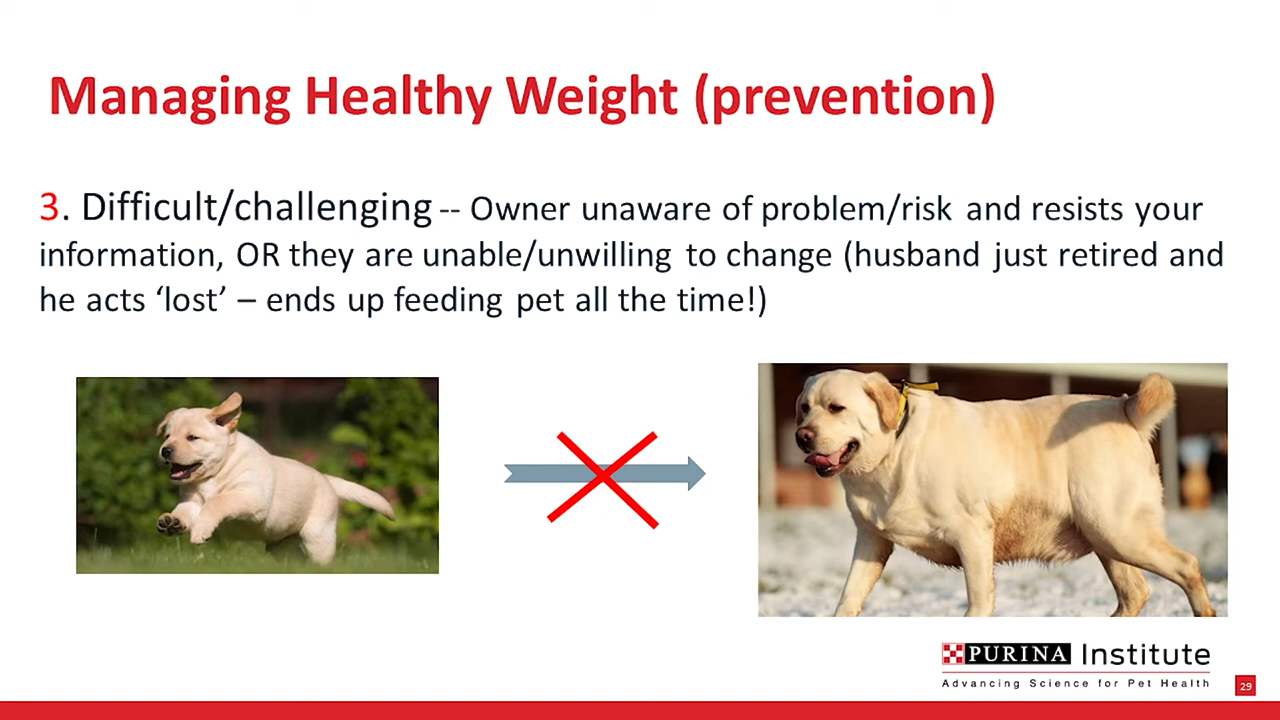 Managing Healthy Weight (prevention)
3. Difficult/challenging -- Owner unaware of problem/risk and resists your
information, OR they are unable/unwilling to change (husband just retired and
he acts ‘lost’ – ends up feeding pet all the time!)
PURINA Institute
Advancing Science for Pet Health
29